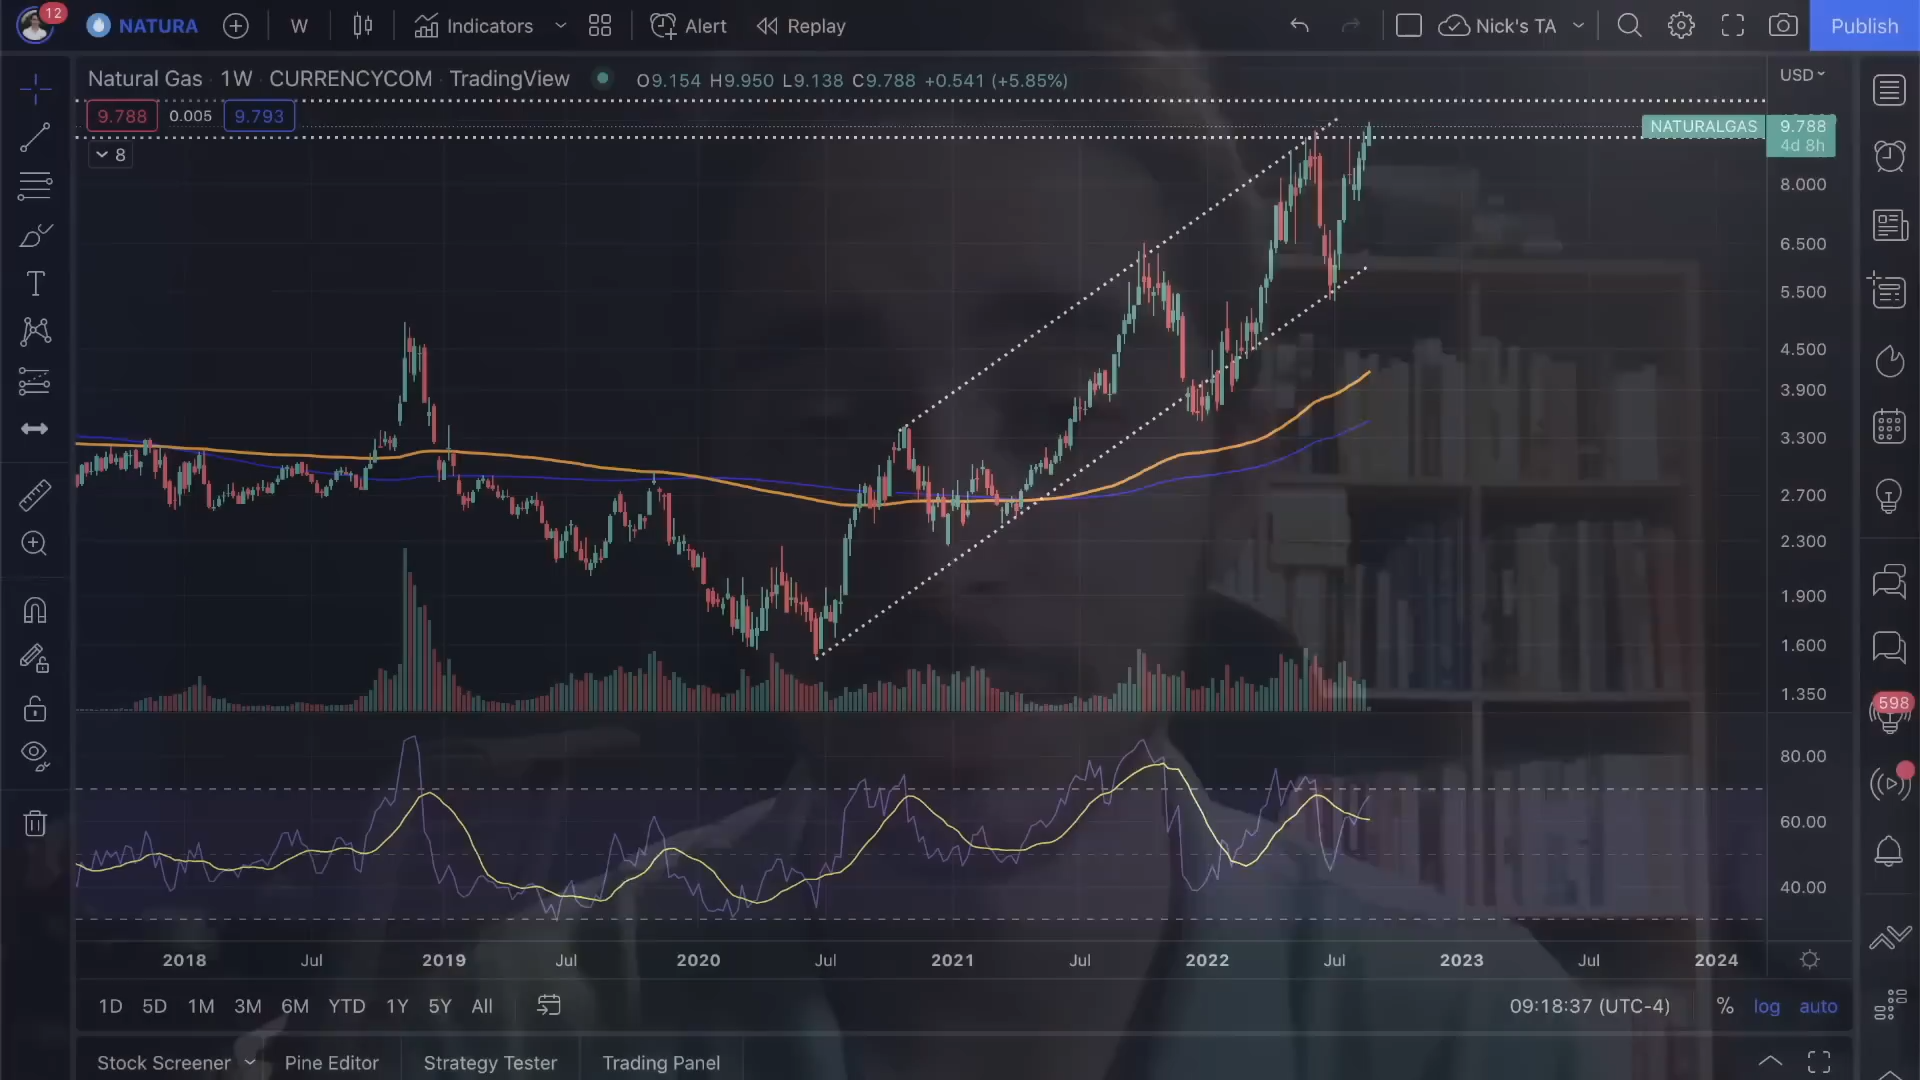 12 NATURA W Indicators Alert Replay Nick's TA Publish
Natural Gas 1W CURRENCYCOM TradingView O9.154 H9.950 L9.138 C9.788 +0.541 (+5.85%) USD
9.788 0.005 9.793
NATURALGAS 9.788
4d 8h
8
8.000
6.500
5.500
4.500
3.900
3.300
2.700
2.300
1.900
1.600
1.350
598
80.00
60.00
40.00
2018 Jul 2019 Jul 2020 Jul 2021 Jul 2022 Jul 2023 Jul 2024
1D 5D 1M 3M 6M YTD 1Y 5Y All 09:18:37 (UTC-4) % log auto
Stock Screener Pine Editor Strategy Tester Trading Panel